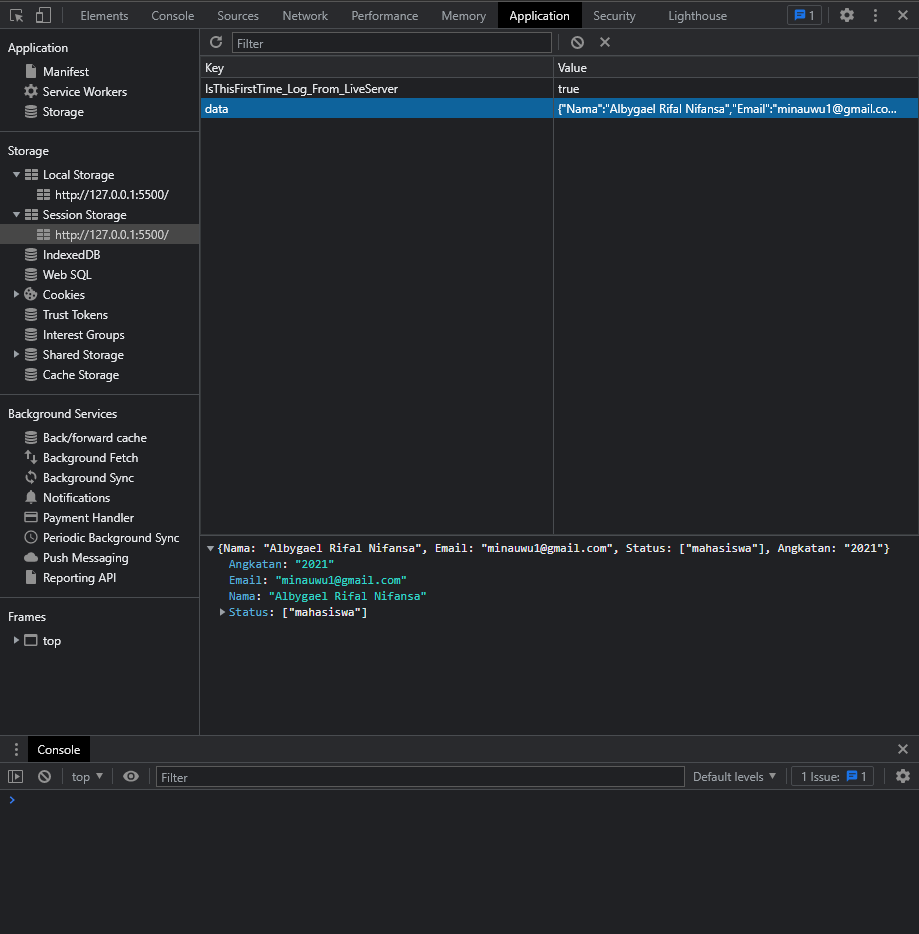 Elements Console Sources Network Performance Memory Application Security Lighthouse 1
Application
Manifest
Service Workers
Storage
Storage
Local Storage
http://127.0.0.1:5500/
Session Storage
http://127.0.0.1:5500/
IndexedDB
Web SQL
Cookies
Trust Tokens
Interest Groups
Shared Storage
Cache Storage
Background Services
Back/forward cache
Background Fetch
Background Sync
Notifications
Payment Handler
Periodic Background Sync
Push Messaging
Reporting API
Frames
top
Filter
Key Value
IsThisFirstTime_Log_From_LiveServer true
data {"Nama":"Albygael Rifal Nifansa","Email":"minauwu1@gmail.co...
{Nama: "Albygael Rifal Nifansa", Email: "minauwu1@gmail.com", Status: ["mahasiswa"], Angkatan: "2021"}
Angkatan: "2021"
Email: "minauwu1@gmail.com"
Nama: "Albygael Rifal Nifansa"
Status: ["mahasiswa"]
Console
top Filter Default levels 1 Issue: 1